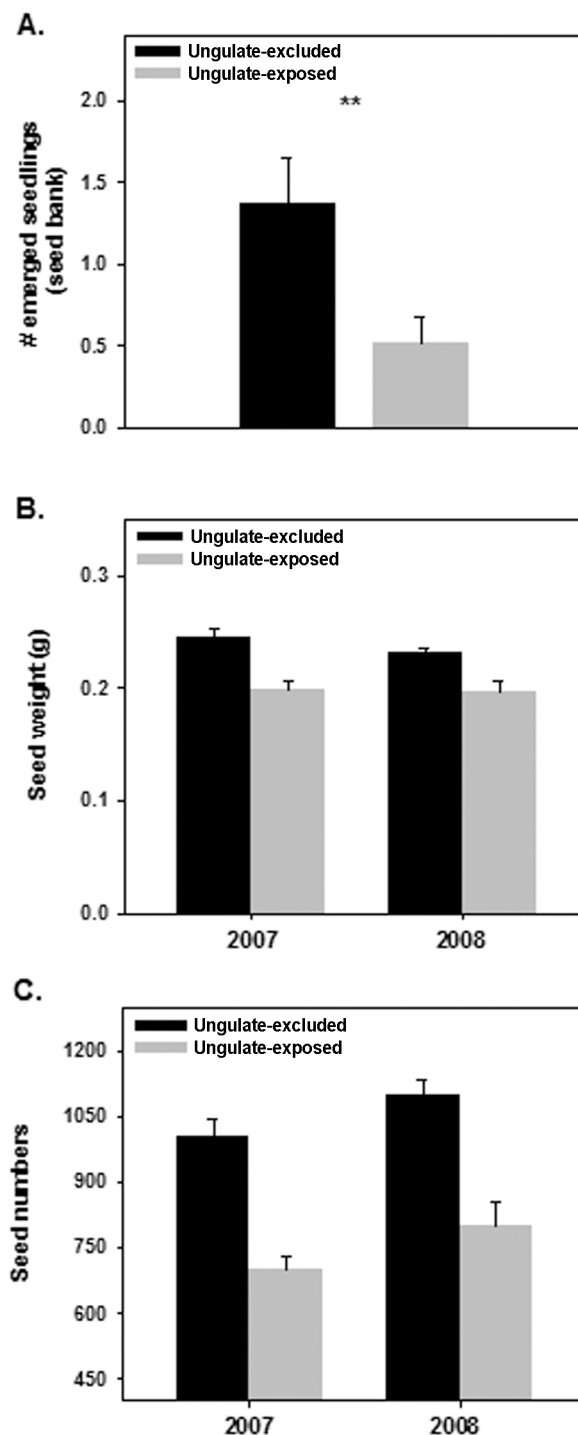 A.
Ungulate-excluded
Ungulate-exposed
**
2.0
1.5
1.0
0.5
0.0
# emerged seedlings
(seed bank)
B.
Ungulate-excluded
Ungulate-exposed
0.3
0.2
0.1
0.0
Seed weight (g)
2007
2008
C.
Ungulate-excluded
Ungulate-exposed
1200
1050
900
750
600
450
Seed numbers
2007
2008